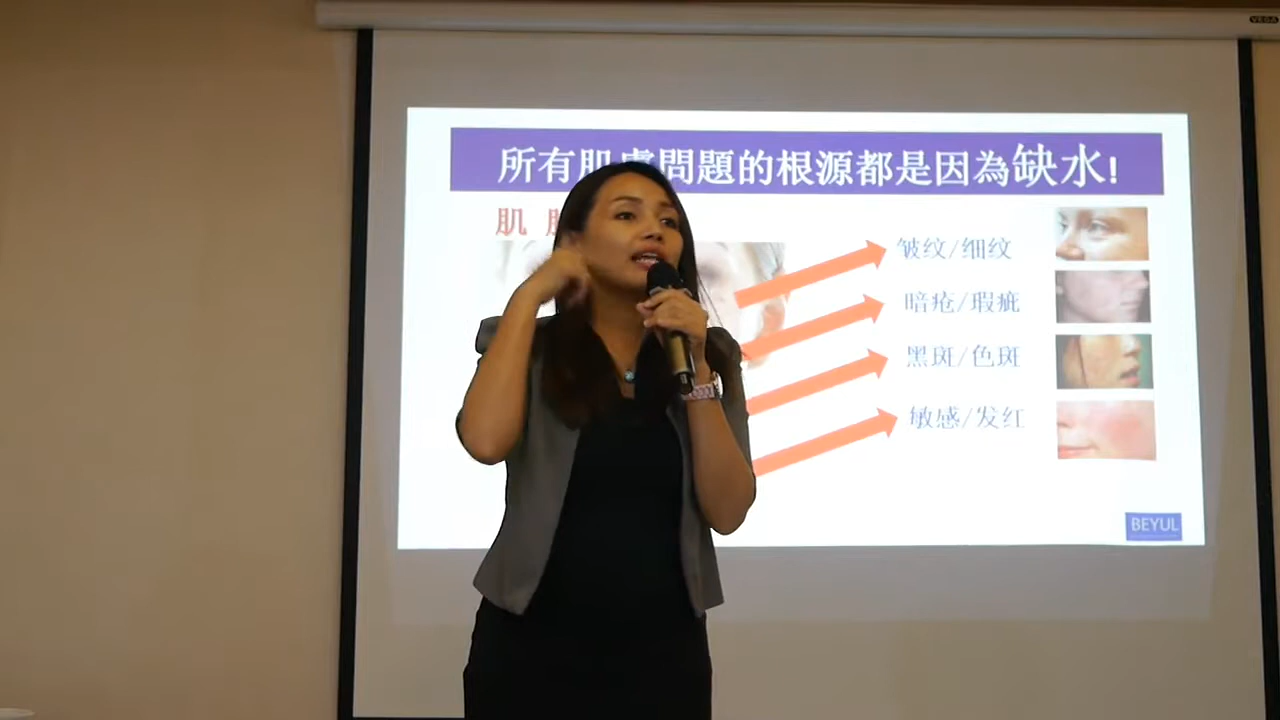 VEGA
所有肌膚問題的根源都是因為缺水!
肌
皱纹/细纹
暗疮/瑕疵
黑斑/色斑
敏感/发红
BEYUL